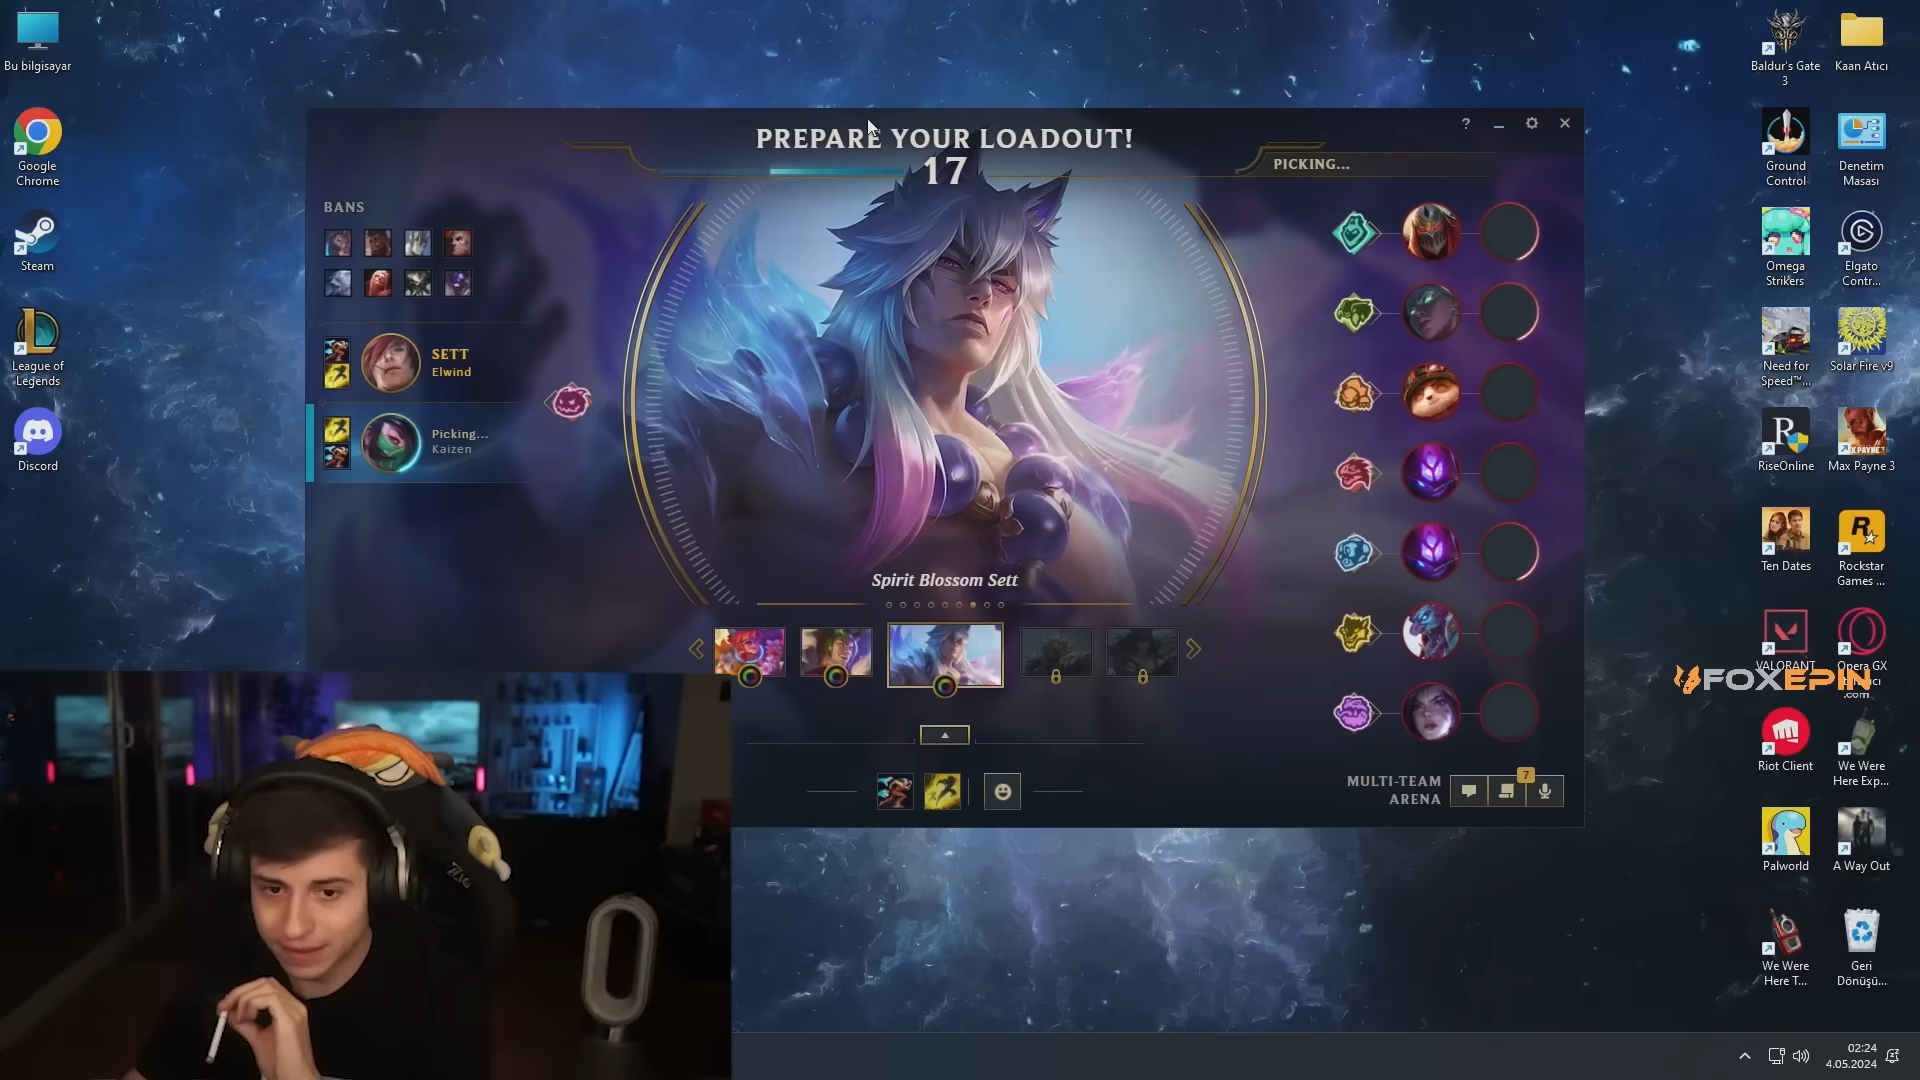 Bu bilgisayar
Google
Chrome
Steam
League of
Legends
Discord
PREPARE YOUR LOADOUT!
17
?
PICKING...
BANS
SETT
Elwind
Picking...
Kaizen
Spirit Blossom Sett
MULTI-TEAM
ARENA
7
Baldur's Gate
3
Kaan Atıcı
Ground
Control
Denetim
Masası
Omega
Strikers
Elgato
Contr...
Need for
Speed™...
Solar Fire v9
RiseOnline
Max Payne 3
Ten Dates
Rockstar
Games ...
VALORANT
Opera GX
.com
FOXEPIN
Riot Client
We Were
Here Exp...
Palworld
A Way Out
We Were
Here T...
Geri
Dönüşü...
02:24
4.05.2024